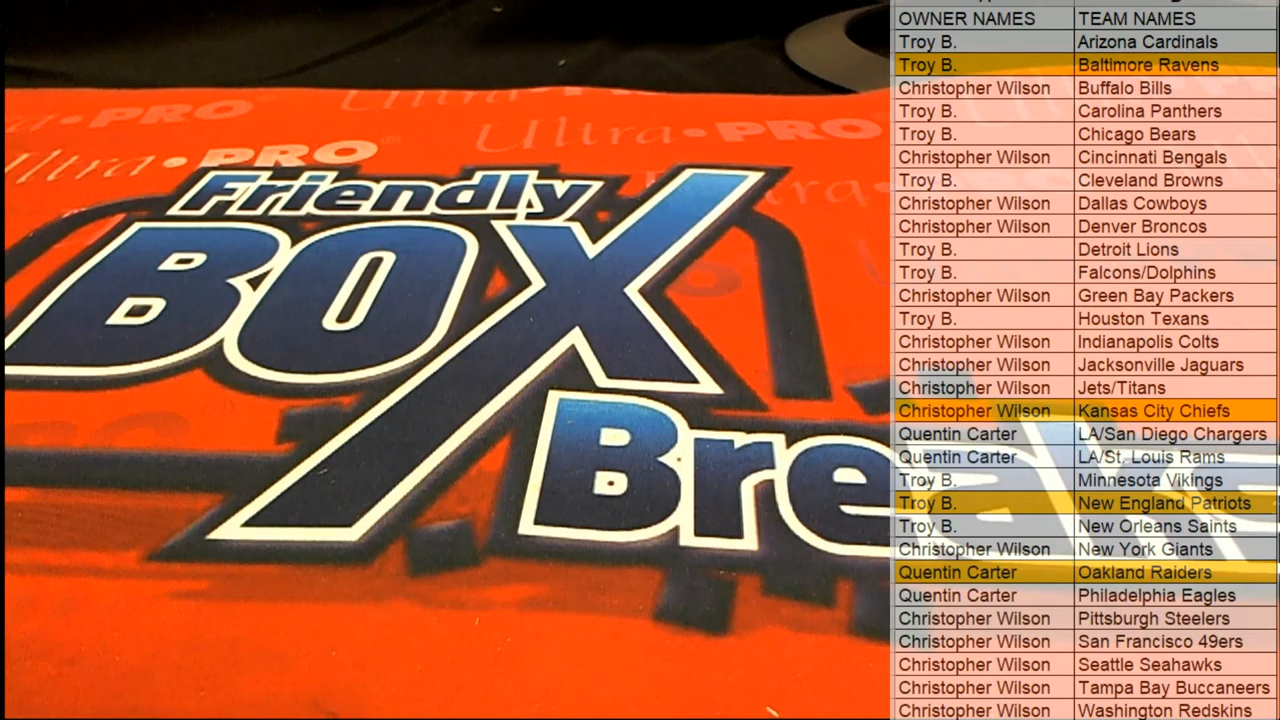 OWNER NAMES TEAM NAMES
Troy B. Arizona Cardinals
Troy B. Baltimore Ravens
Christopher Wilson Buffalo Bills
Troy B. Carolina Panthers
Troy B. Chicago Bears
Christopher Wilson Cincinnati Bengals
Troy B. Cleveland Browns
Christopher Wilson Dallas Cowboys
Christopher Wilson Denver Broncos
Troy B. Detroit Lions
Troy B. Falcons/Dolphins
Christopher Wilson Green Bay Packers
Troy B. Houston Texans
Christopher Wilson Indianapolis Colts
Christopher Wilson Jacksonville Jaguars
Christopher Wilson Jets/Titans
Christopher Wilson Kansas City Chiefs
Quentin Carter LA/San Diego Chargers
Quentin Carter LA/St. Louis Rams
Troy B. Minnesota Vikings
Troy B. New England Patriots
Troy B. New Orleans Saints
Christopher Wilson New York Giants
Quentin Carter Oakland Raiders
Quentin Carter Philadelphia Eagles
Christopher Wilson Pittsburgh Steelers
Christopher Wilson San Francisco 49ers
Christopher Wilson Seattle Seahawks
Christopher Wilson Tampa Bay Buccaneers
Christopher Wilson Washington Redskins
Ultra•PRO®
Ultra•PRO
Friendly
BOX
Breake